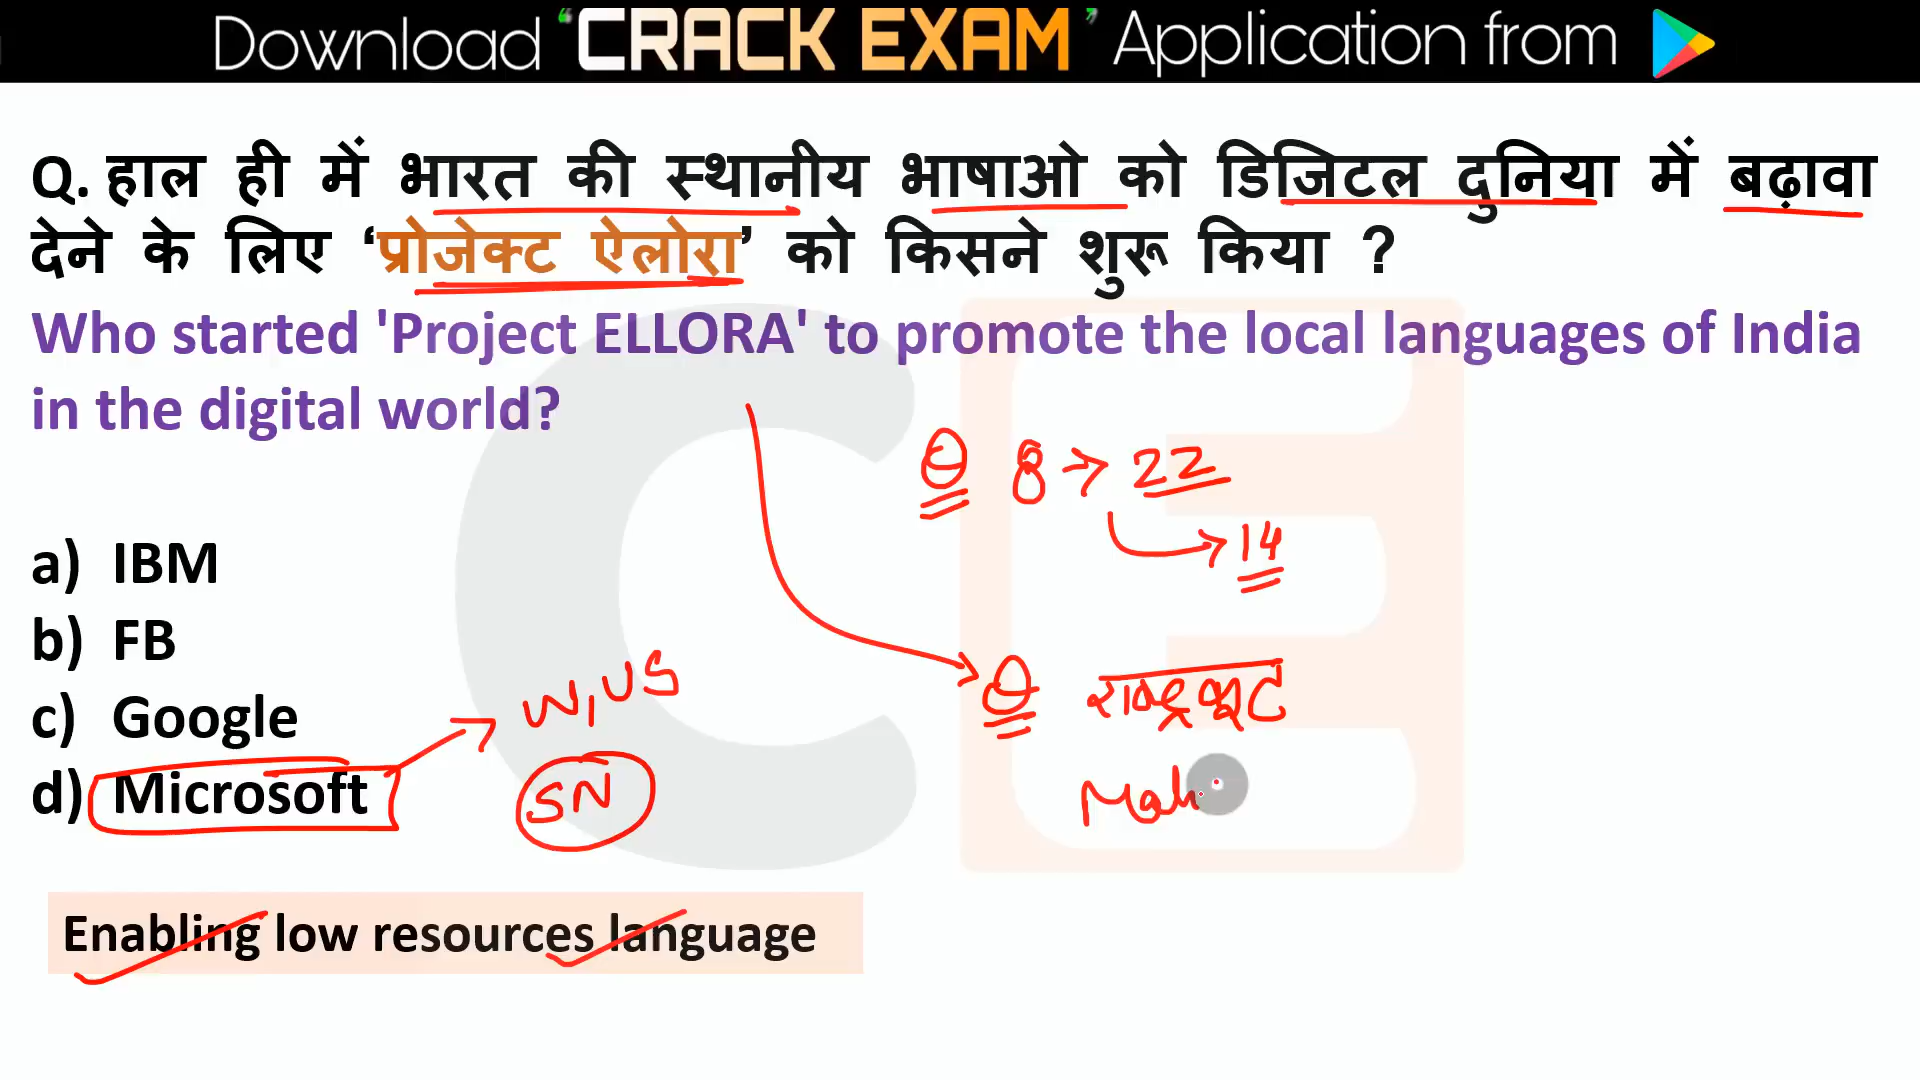 Download ‘CRACK EXAM’ Application from
Q. हाल ही में भारत की स्थानीय भाषाओ को डिजिटल दुनिया में बढ़ावा
देने के लिए ‘प्रोजेक्ट ऐलोरा’ को किसने शुरू किया ?
Who started 'Project ELLORA' to promote the local languages of India
in the digital world?
8 → 22
→ 14
a) IBM
b) FB
c) Google
d) Microsoft
W, US
SN
राष्ट्रकूट
Mah
Enabling low resources language